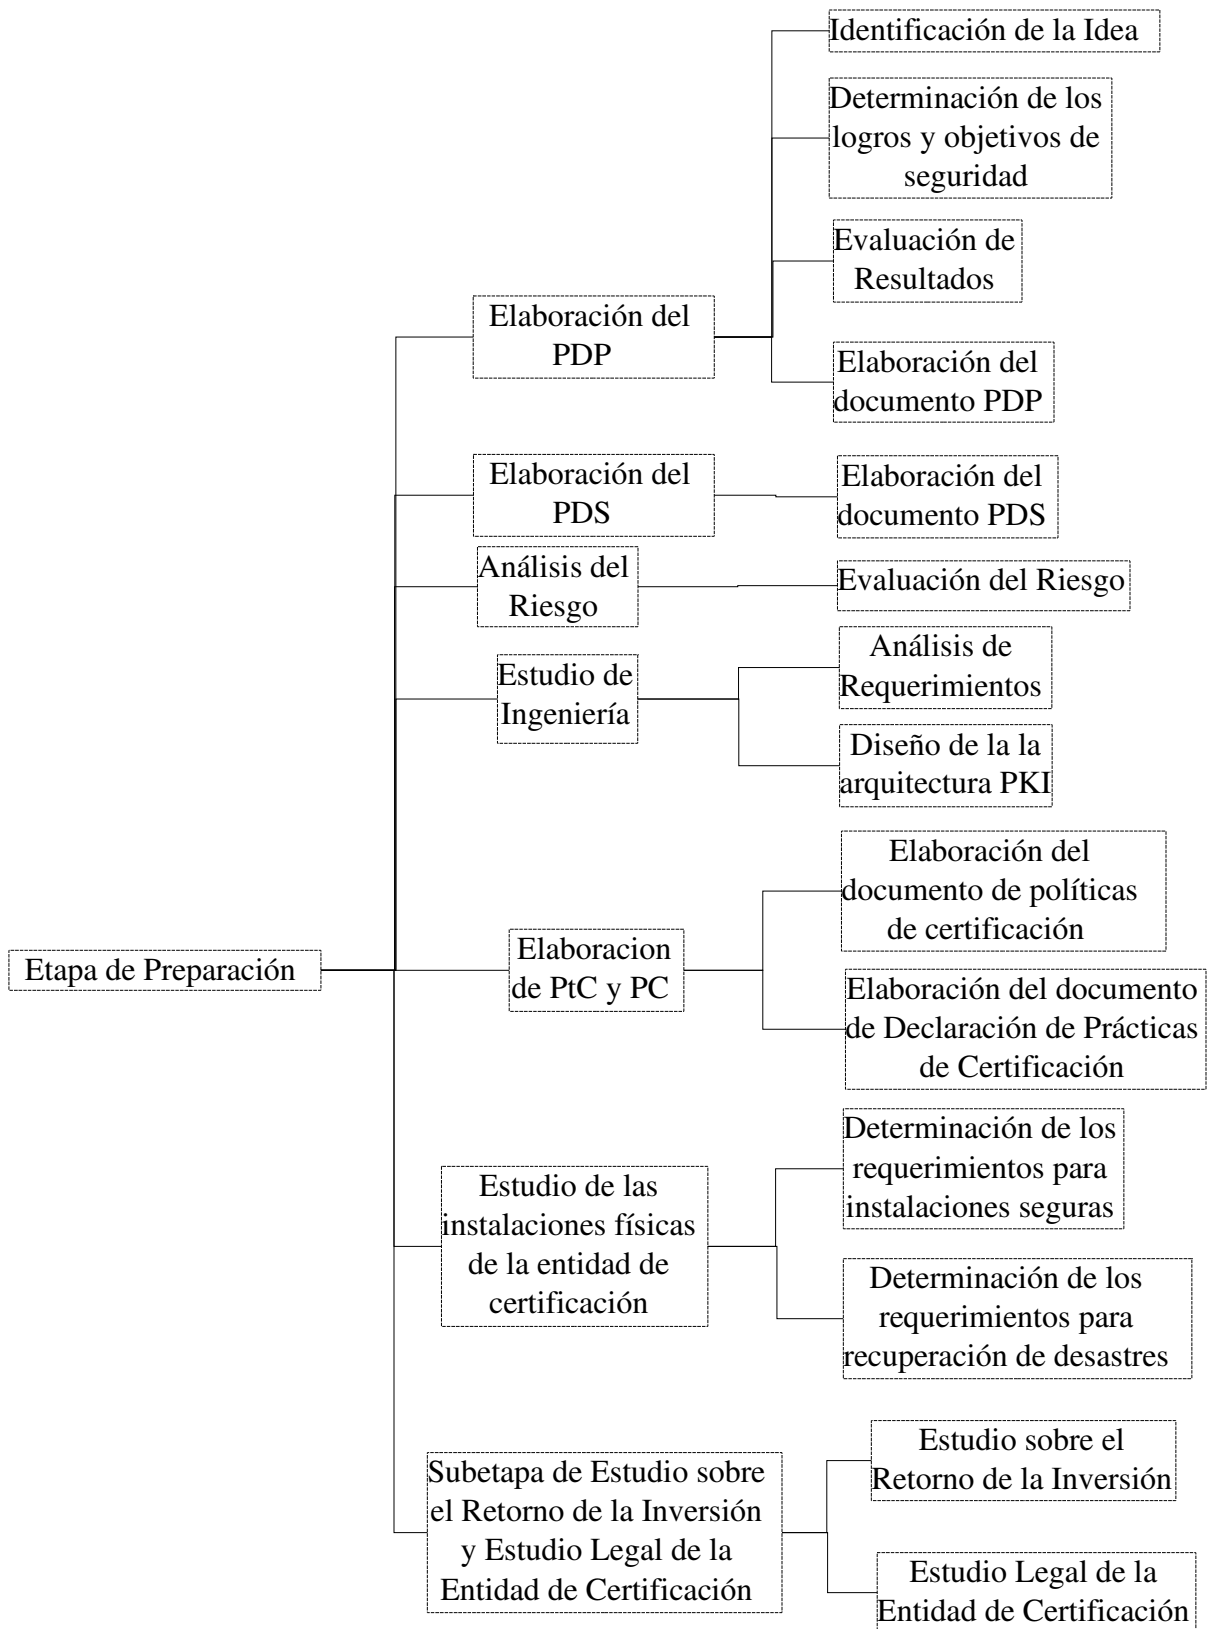 Identificación de la Idea
Determinación de los
logros y objetivos de
seguridad
Evaluación de
Resultados
Elaboración del
PDP
Elaboración del
documento PDP
Elaboración del
PDS
Elaboración del
documento PDS
Análisis del
Riesgo
Evaluación del Riesgo
Estudio de
Ingeniería
Análisis de
Requerimientos
Diseño de la la
arquitectura PKI
Elaboración del
documento de políticas
de certificación
Etapa de Preparación
Elaboracion
de PtC y PC
Elaboración del documento
de Declaración de Prácticas
de Certificación
Determinación de los
requerimientos para
instalaciones seguras
Estudio de las
instalaciones físicas
de la entidad de
certificación
Determinación de los
requerimientos para
recuperación de desastres
Estudio sobre el
Retorno de la Inversión
Subetapa de Estudio sobre
el Retorno de la Inversión
y Estudio Legal de la
Entidad de Certificación
Estudio Legal de la
Entidad de Certificación